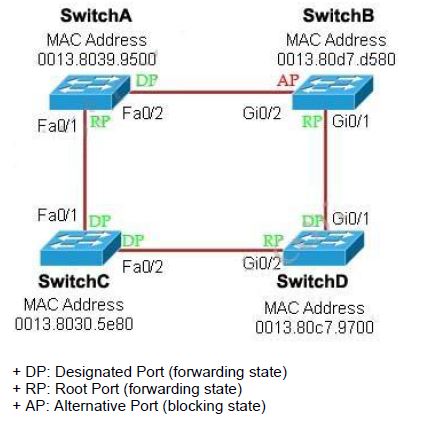 SwitchA SwitchB
MAC Address MAC Address
0013.8039.9500 0013.80d7.d580
DP AP
Fa0/1 RP Fa0/2 Gi0/2 RP Gi0/1
Fa0/1 DP DP Gi0/1
DP RP
SwitchC Fa0/2 Gi0/2 SwitchD
MAC Address MAC Address
0013.8030.5e80 0013.80c7.9700
+ DP: Designated Port (forwarding state)
+ RP: Root Port (forwarding state)
+ AP: Alternative Port (blocking state)